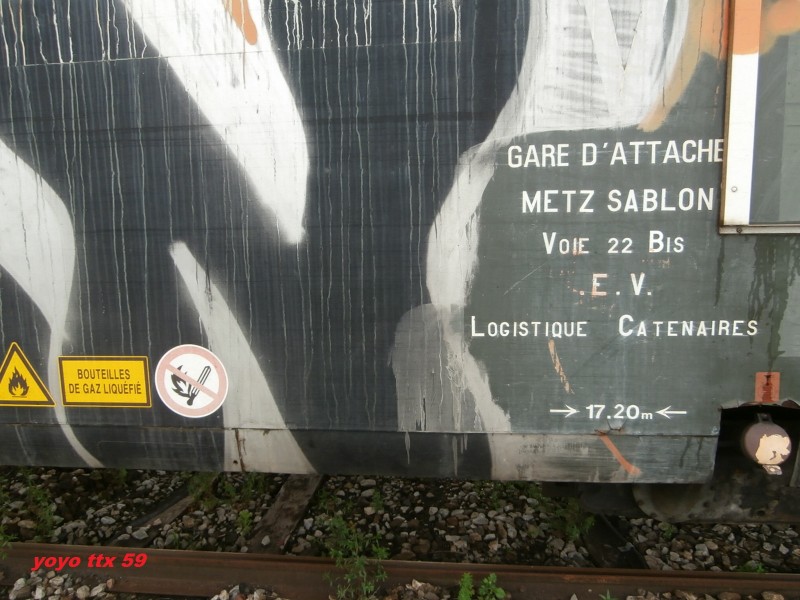 GARE D'ATTACHE
METZ SABLON
VOIE 22 BIS
E.V.
LOGISTIQUE CATENAIRES
17.20m
BOUTEILLES
DE GAZ LIQUÉFIÉ
yoyo ttx 59